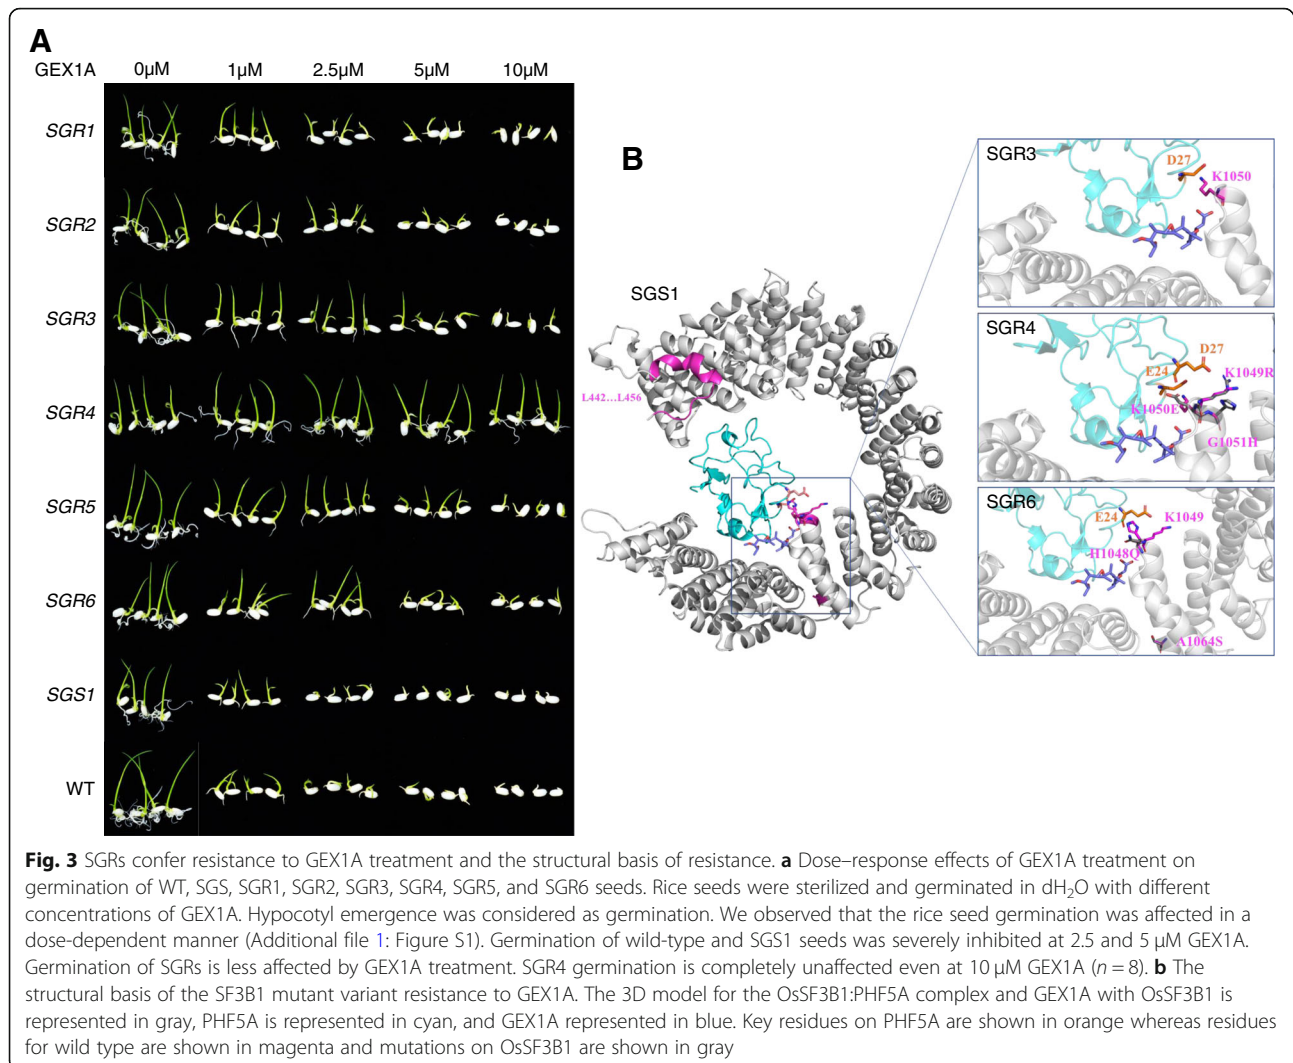 A
GEX1A 0µM 1µM 2.5µM 5µM 10µM
SGR1
SGR2
SGR3
SGR4
SGR5
SGR6
SGS1
WT
B
SGS1
L442...L456
SGR3
D27
K1050
SGR4
D27
E24
K1049R
K1050E
G1051H
SGR6
E24
K1049
H1048Q
A1064S
Fig. 3 SGRs confer resistance to GEX1A treatment and the structural basis of resistance. a Dose–response effects of GEX1A treatment on
germination of WT, SGS, SGR1, SGR2, SGR3, SGR4, SGR5, and SGR6 seeds. Rice seeds were sterilized and germinated in dH₂O with different
concentrations of GEX1A. Hypocotyl emergence was considered as germination. We observed that the rice seed germination was affected in a
dose-dependent manner (Additional file 1: Figure S1). Germination of wild-type and SGS1 seeds was severely inhibited at 2.5 and 5 µM GEX1A.
Germination of SGRs is less affected by GEX1A treatment. SGR4 germination is completely unaffected even at 10 µM GEX1A (n = 8). b The
structural basis of the SF3B1 mutant variant resistance to GEX1A. The 3D model for the OsSF3B1:PHF5A complex and GEX1A with OsSF3B1 is
represented in gray, PHF5A is represented in cyan, and GEX1A represented in blue. Key residues on PHF5A are shown in orange whereas residues
for wild type are shown in magenta and mutations on OsSF3B1 are shown in gray